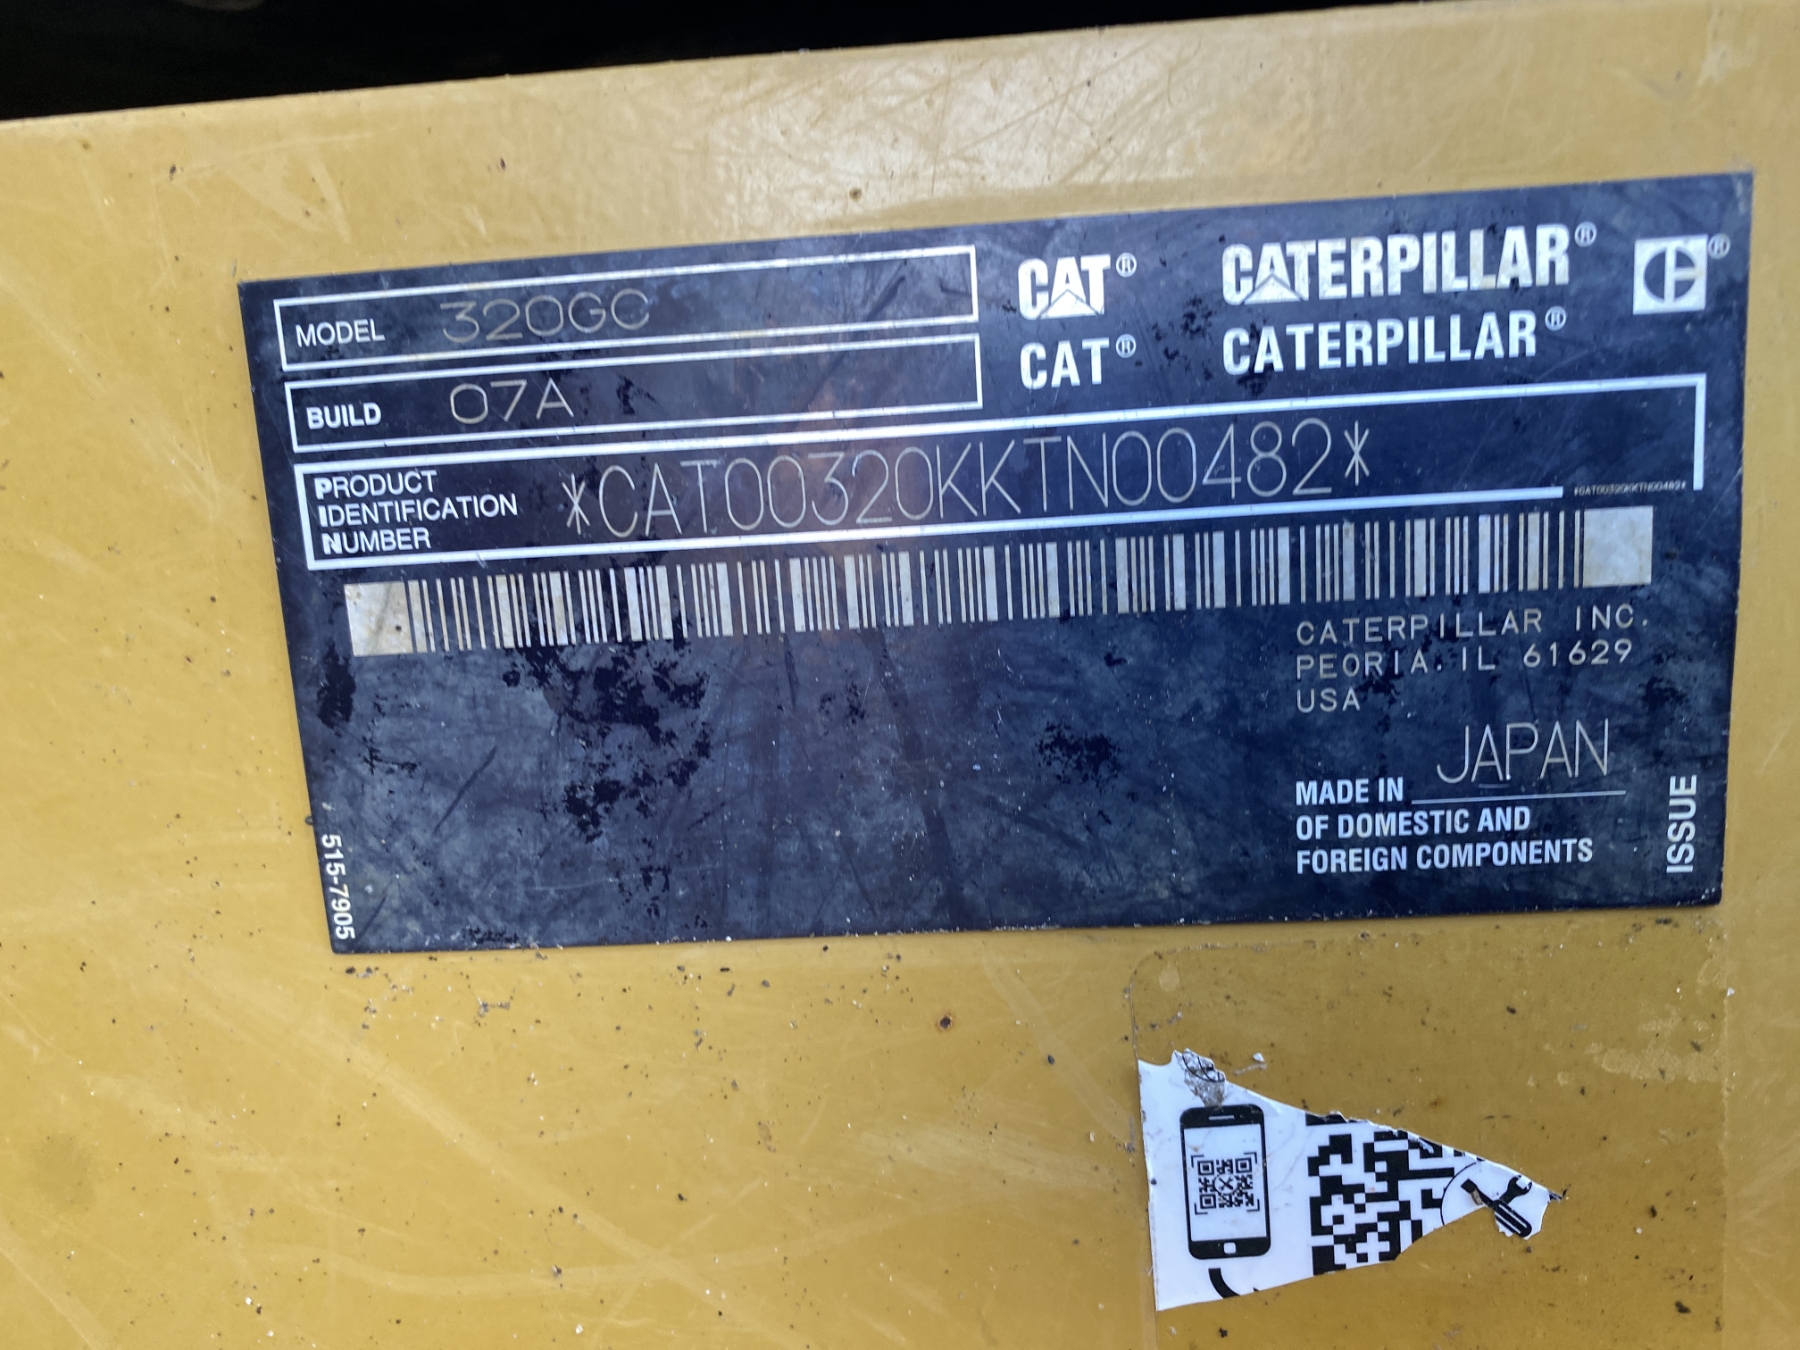 MODEL 320GC
BUILD 07A
CAT® CATERPILLAR® ®
CAT® CATERPILLAR®
PRODUCT
IDENTIFICATION
NUMBER
*CAT00320KKTN00482*
*CAT00320KKTN00482*
CATERPILLAR INC.
PEORIA, IL 61629
USA
MADE IN JAPAN
OF DOMESTIC AND
FOREIGN COMPONENTS
ISSUE
515-7905